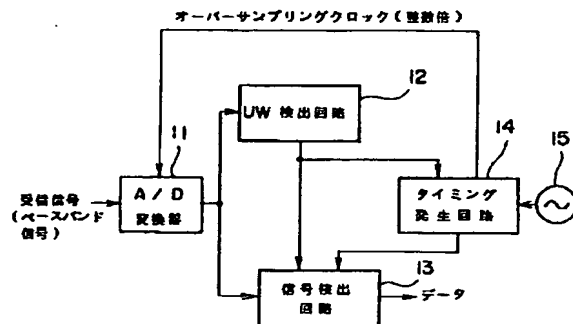 オーバーサンプリングクロック(整数倍)
12
UW 検出回路
11
14
15
A/D
変換器
受信信号
(ベースバンド
信号)
タイミング
発生回路
13
信号検出
回路
データ